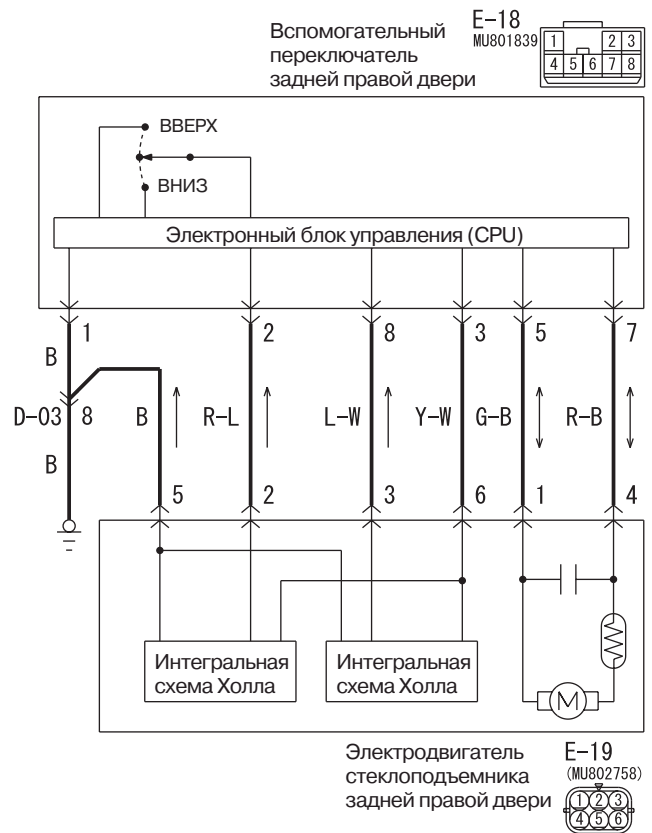 Вспомогательный
переключатель
задней правой двери
E-18
MU801839
1 2 3
4 5 6 7 8
ВВЕРХ
ВНИЗ
Электронный блок управления (CPU)
1 2 8 3 5 7
B
D-03 8 B R-L L-W Y-W G-B R-B
B
5 2 3 6 1 4
Интегральная
схема Холла
Интегральная
схема Холла
M
Электродвигатель
стеклоподъемника
задней правой двери
E-19
(MU802758)
1 2 3
4 5 6